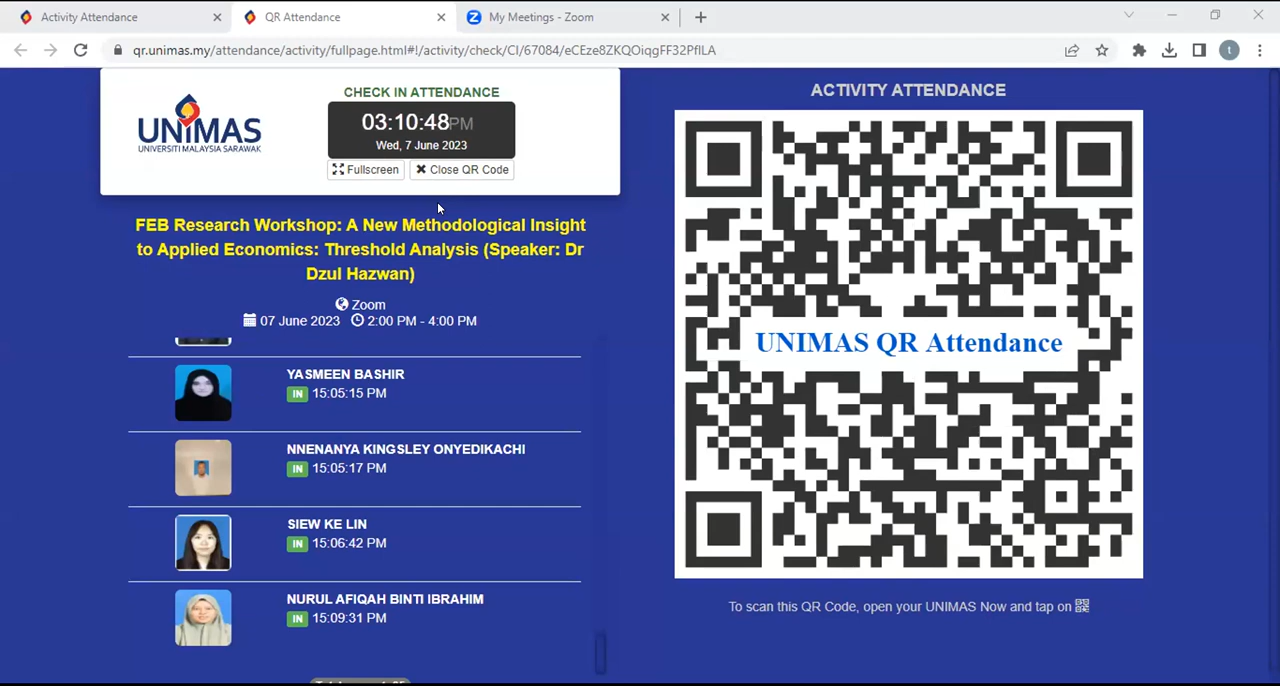 Activity Attendance
QR Attendance
My Meetings - Zoom
qr.unimas.my/attendance/activity/fullpage.html#!/activity/check/CI/67084/eCEze8ZKQOiqgFF32PflLA
t
UNIMAS
UNIVERSITI MALAYSIA SARAWAK
CHECK IN ATTENDANCE
03:10:48PM
Wed, 7 June 2023
Fullscreen
Close QR Code
FEB Research Workshop: A New Methodological Insight
to Applied Economics: Threshold Analysis (Speaker: Dr
Dzul Hazwan)
Zoom
07 June 2023 2:00 PM - 4:00 PM
YASMEEN BASHIR
IN 15:05:15 PM
NNENANYA KINGSLEY ONYEDIKACHI
IN 15:05:17 PM
SIEW KE LIN
IN 15:06:42 PM
NURUL AFIQAH BINTI IBRAHIM
IN 15:09:31 PM
ACTIVITY ATTENDANCE
UNIMAS QR Attendance
To scan this QR Code, open your UNIMAS Now and tap on